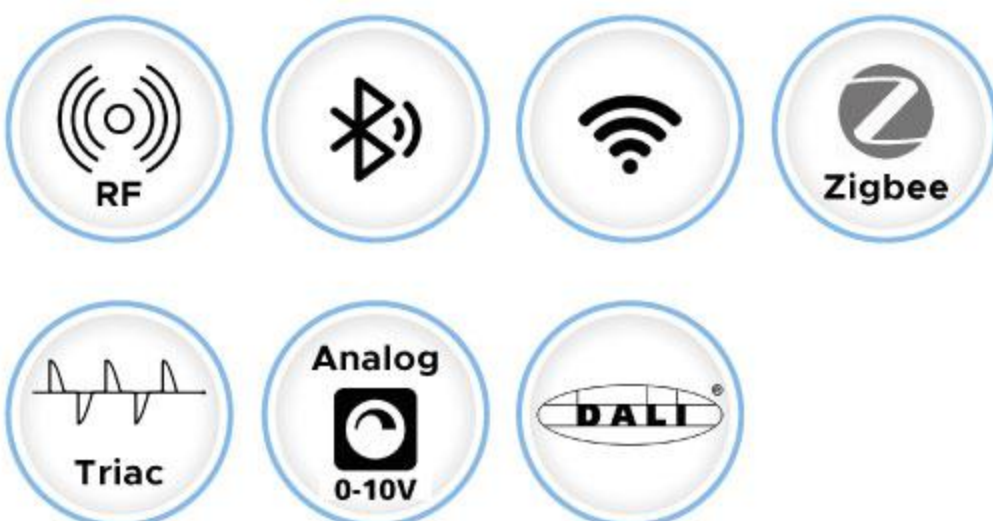 RF
Zigbee
Triac
Analog
0-10V
DALI
®